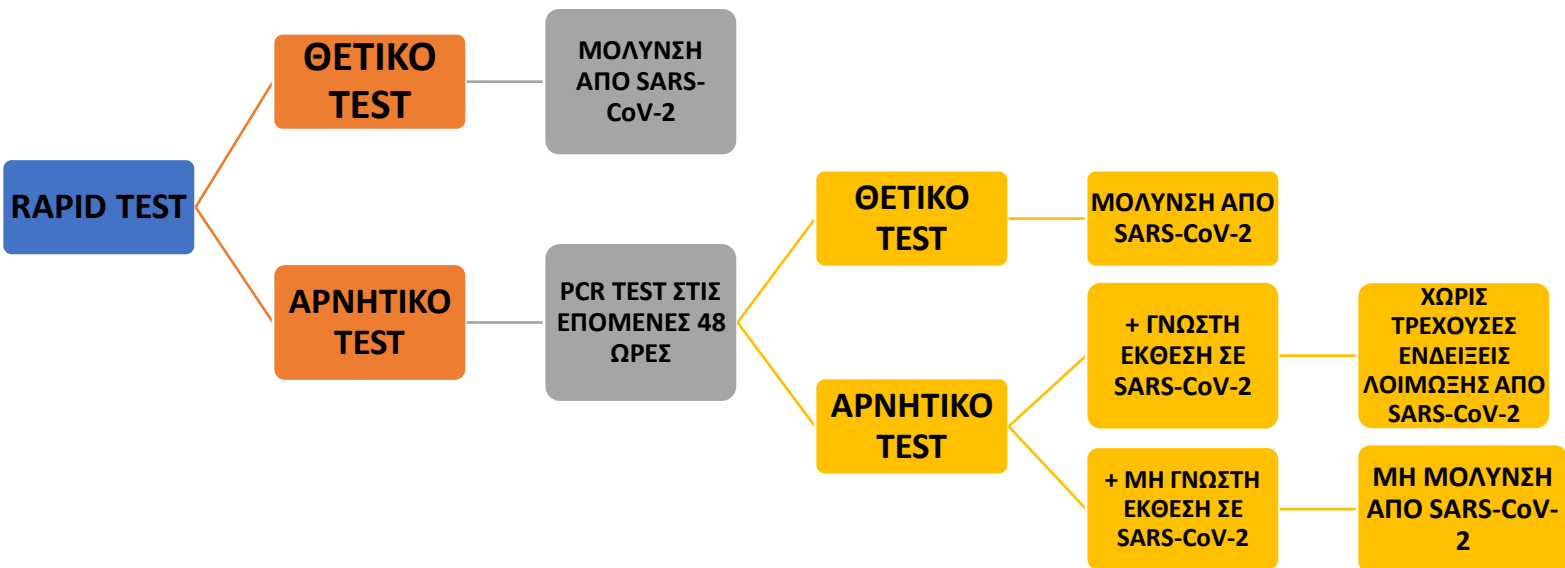 RAPID TEST
ΘΕΤΙΚΟ
TEST
ΜΟΛΥΝΣΗ
ΑΠΟ SARS-
CoV-2
ΑΡΝΗΤΙΚΟ
TEST
PCR TEST ΣΤΙΣ
ΕΠΟΜΕΝΕΣ 48
ΩΡΕΣ
ΘΕΤΙΚΟ
TEST
ΜΟΛΥΝΣΗ ΑΠΟ
SARS-CoV-2
ΑΡΝΗΤΙΚΟ
TEST
+ ΓΝΩΣΤΗ
ΕΚΘΕΣΗ ΣΕ
SARS-CoV-2
ΧΩΡΙΣ
ΤΡΕΧΟΥΣΕΣ
ΕΝΔΕΙΞΕΙΣ
ΛΟΙΜΩΞΗΣ ΑΠΟ
SARS-CoV-2
+ ΜΗ ΓΝΩΣΤΗ
ΕΚΘΕΣΗ ΣΕ
SARS-CoV-2
ΜΗ ΜΟΛΥΝΣΗ
ΑΠΟ SARS-CoV-
2